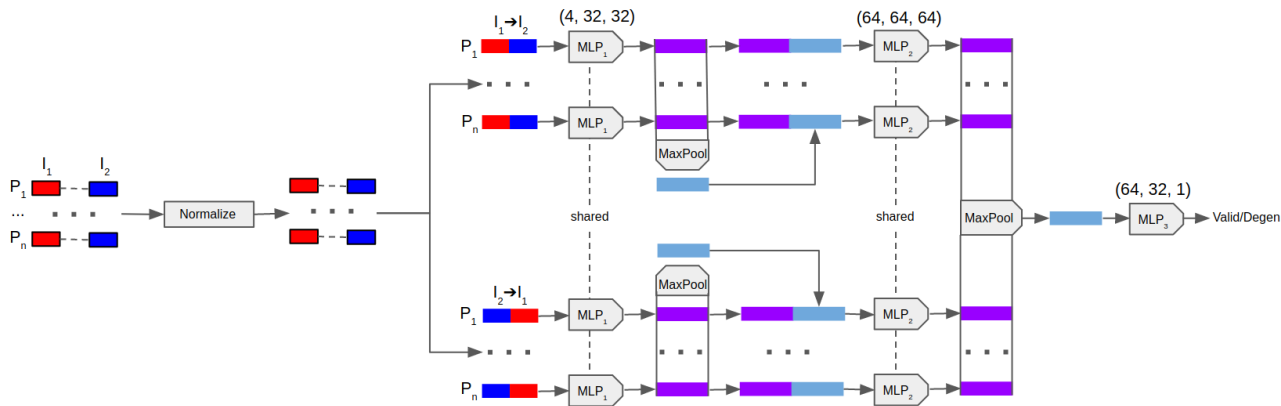 I₁→I₂
(4, 32, 32)
(64, 64, 64)
P₁
MLP₁
MLP₂
Pₙ
MLP₁
MLP₂
MaxPool
I₁ I₂
P₁
...
Pₙ
Normalize
shared
shared
MaxPool
(64, 32, 1)
MLP₃
Valid/Degen
MaxPool
I₂→I₁
P₁
MLP₁
MLP₂
Pₙ
MLP₁
MLP₂